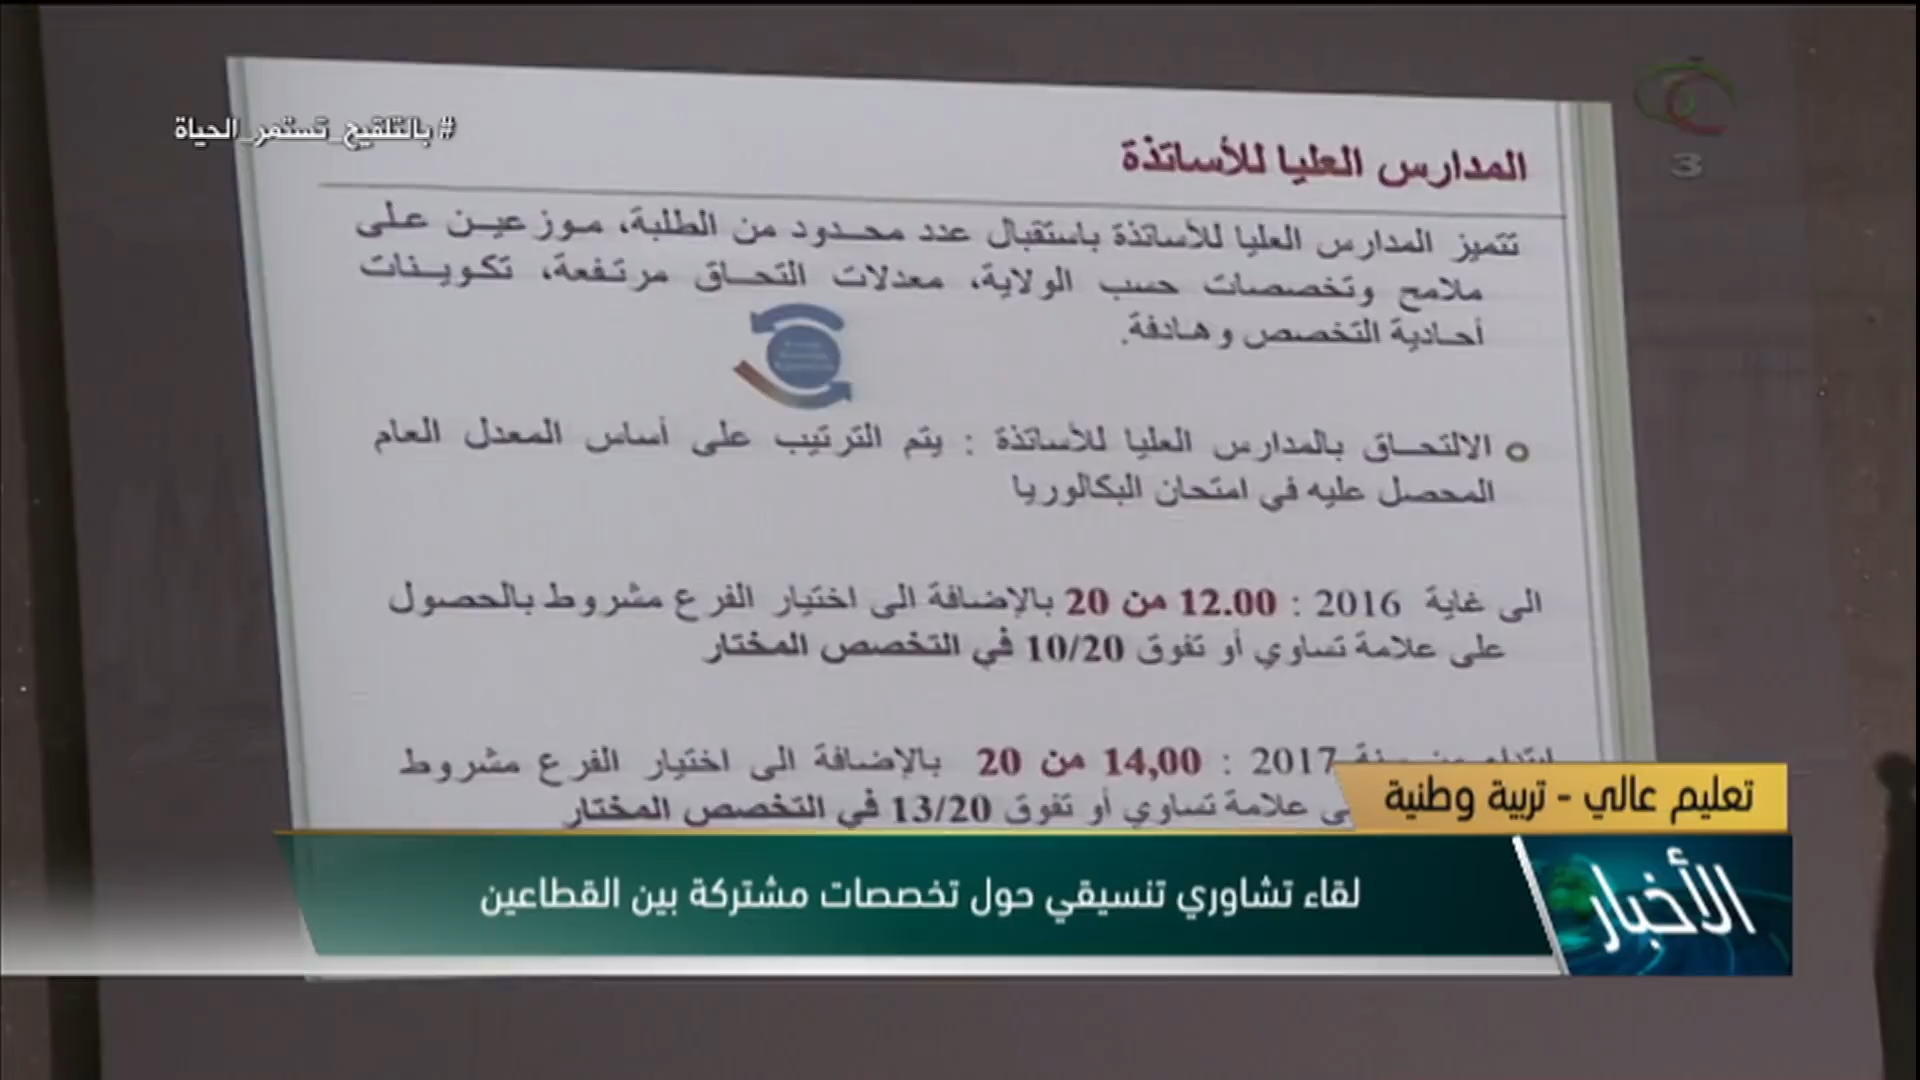 # بالتلقيح_تستمر_الحياة
3
المدارس العليا للأساتذة
تتميز المدارس العليا للأساتذة باستقبال عدد محدود من الطلبة، موزعين على
ملامح وتخصصات حسب الولاية، معدلات التحاق مرتفعة، تكوينات
أحادية التخصص وهادفة.
الالتحاق بالمدارس العليا للأساتذة : يتم الترتيب على أساس المعدل العام
المحصل عليه في امتحان البكالوريا
الى غاية 2016 : 12.00 من 20 بالإضافة الى اختيار الفرع مشروط بالحصول
على علامة تساوي أو تفوق 10/20 في التخصص المختار
2017 : 14,00 من 20 بالإضافة الى اختيار الفرع مشروط
علامة تساوي أو تفوق 13/20 في التخصص المختار
تعليم عالي - تربية وطنية
لقاء تشاوري تنسيقي حول تخصصات مشتركة بين القطاعين
الأخبار